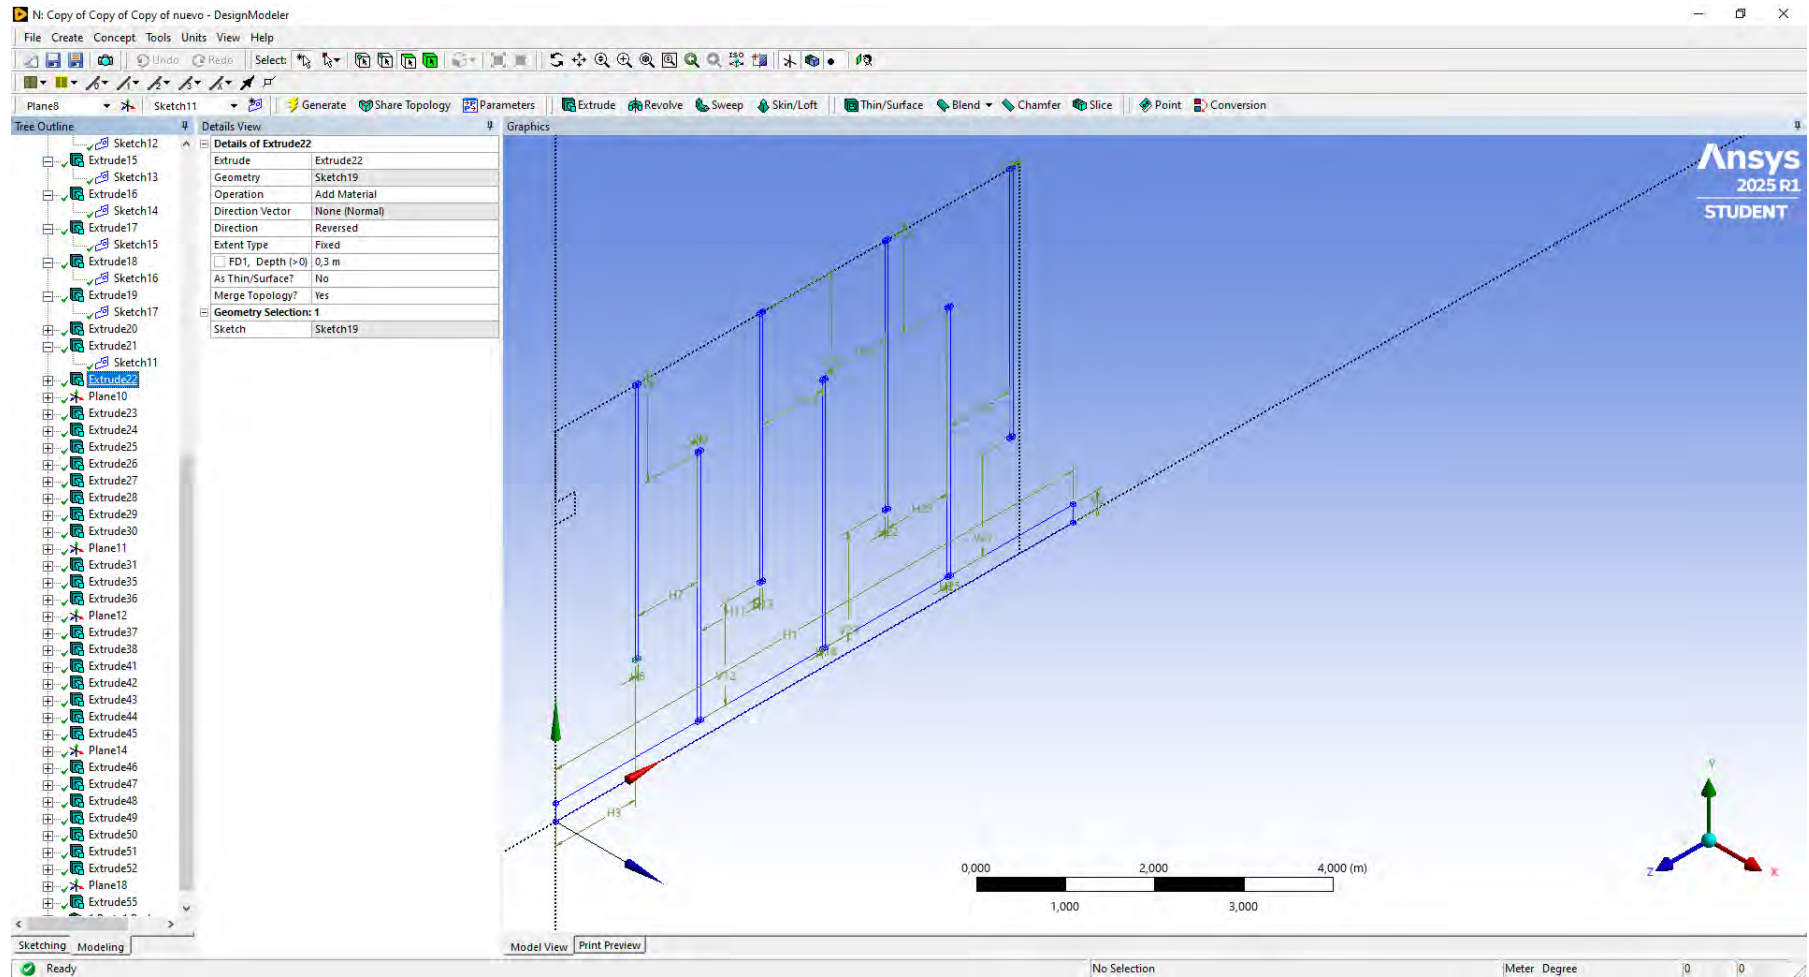 N: Copy of Copy of Copy of nuevo - DesignModeler
File Create Concept Tools Units View Help
Undo Redo Select: ISO
Plane8 Sketch11 Generate Share Topology Parameters Extrude Revolve Sweep Skin/Loft Thin/Surface Blend Chamfer Slice Point Conversion
Tree Outline
Sketch12
Extrude15
Sketch13
Extrude16
Sketch14
Extrude17
Sketch15
Extrude18
Sketch16
Extrude19
Sketch17
Extrude20
Extrude21
Sketch11
Extrude22
Plane10
Extrude23
Extrude24
Extrude25
Extrude26
Extrude27
Extrude28
Extrude29
Extrude30
Plane11
Extrude31
Extrude35
Extrude36
Plane12
Extrude37
Extrude38
Extrude41
Extrude42
Extrude43
Extrude44
Extrude45
Plane14
Extrude46
Extrude47
Extrude48
Extrude49
Extrude50
Extrude51
Extrude52
Plane18
Extrude55
Sketching Modeling
Details View
Details of Extrude22
Extrude Extrude22
Geometry Sketch19
Operation Add Material
Direction Vector None (Normal)
Direction Reversed
Extent Type Fixed
FD1, Depth (>0) 0,3 m
As Thin/Surface? No
Merge Topology? Yes
Geometry Selection: 1
Sketch Sketch19
Graphics
Ansys
2025 R1
STUDENT
H7
H11
H1
V12
H3
0,000 2,000 4,000 (m)
1,000 3,000
Y
Z X
Model View Print Preview
Ready No Selection Meter Degree 0 0